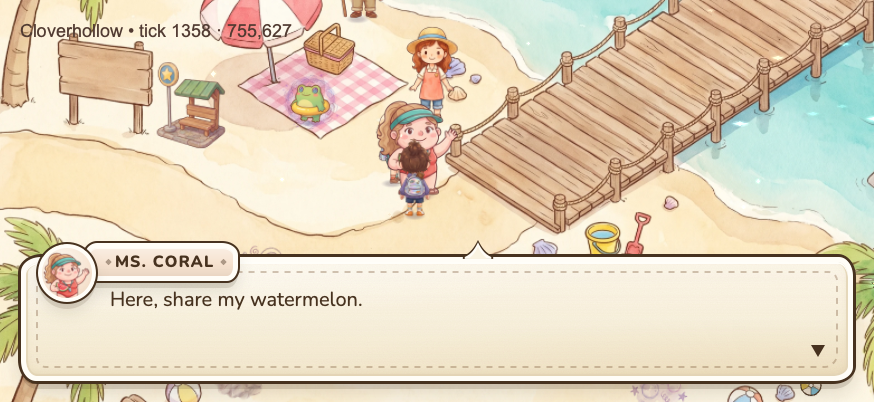 Cloverhollow • tick 1358 · 755,627
MS. CORAL
Here, share my watermelon.